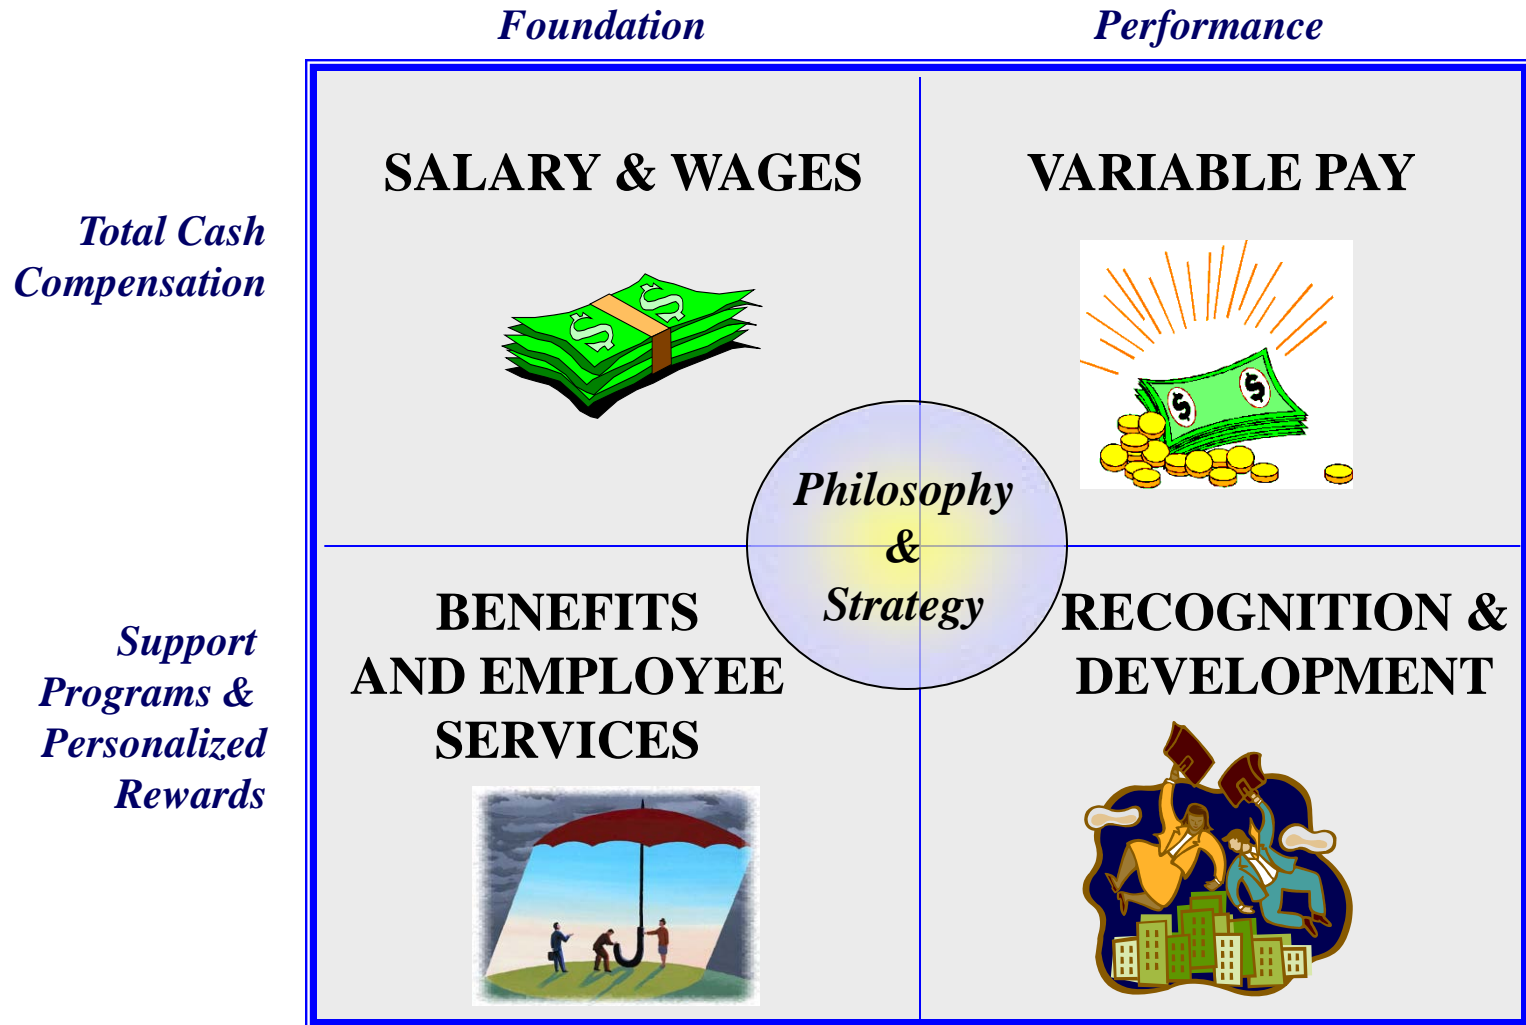 Foundation
Performance
SALARY & WAGES
VARIABLE PAY
Total Cash
Compensation
$ $
$ $
Philosophy
&
Strategy
BENEFITS
AND EMPLOYEE
SERVICES
RECOGNITION &
DEVELOPMENT
Support
Programs &
Personalized
Rewards